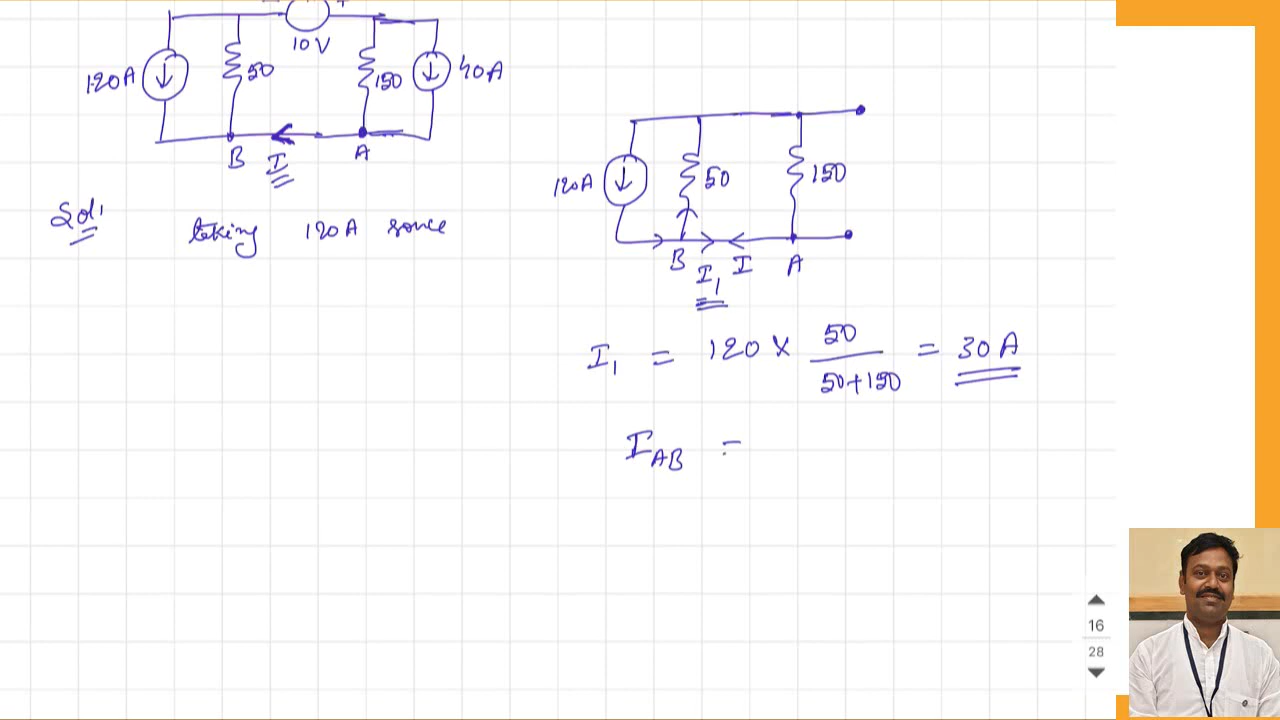 - +
10V
120A 50 150 40A
B I A
Sol:
taking 120A source
120A 50 150
B I₁ I A
I₁ = 120 × 50/(50+150) = 30A
I_AB =
16
28